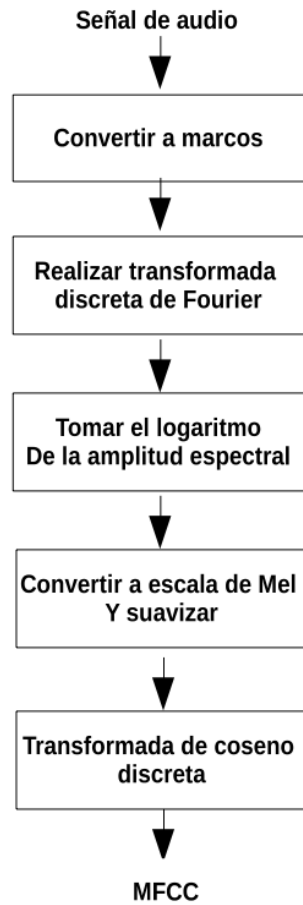 Señal de audio
Convertir a marcos
Realizar transformada
discreta de Fourier
Tomar el logaritmo
De la amplitud espectral
Convertir a escala de Mel
Y suavizar
Transformada de coseno
discreta
MFCC